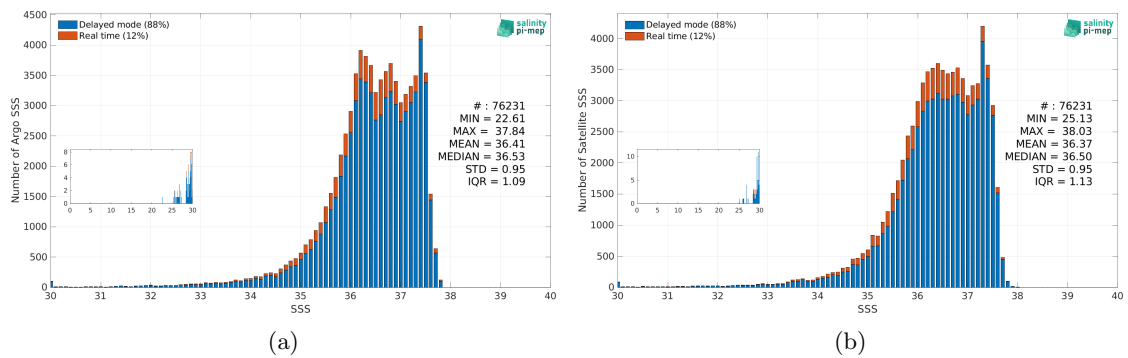 Delayed mode (88%)
Real time (12%)
salinity
pi-mep
4500
4000
3500
3000
2500
2000
1500
1000
500
0
Number of Argo SSS
# : 76231
MIN = 22.61
MAX = 37.84
MEAN = 36.41
MEDIAN = 36.53
STD = 0.95
IQR = 1.09
8
6
4
2
0
0 5 10 15 20 25 30
30 31 32 33 34 35 36 37 38 39 40
SSS
(a)
Delayed mode (88%)
Real time (12%)
salinity
pi-mep
4000
3500
3000
2500
2000
1500
1000
500
0
Number of Satellite SSS
# : 76231
MIN = 25.13
MAX = 38.03
MEAN = 36.37
MEDIAN = 36.50
STD = 0.95
IQR = 1.13
10
5
0
0 5 10 15 20 25 30
30 31 32 33 34 35 36 37 38 39 40
SSS
(b)